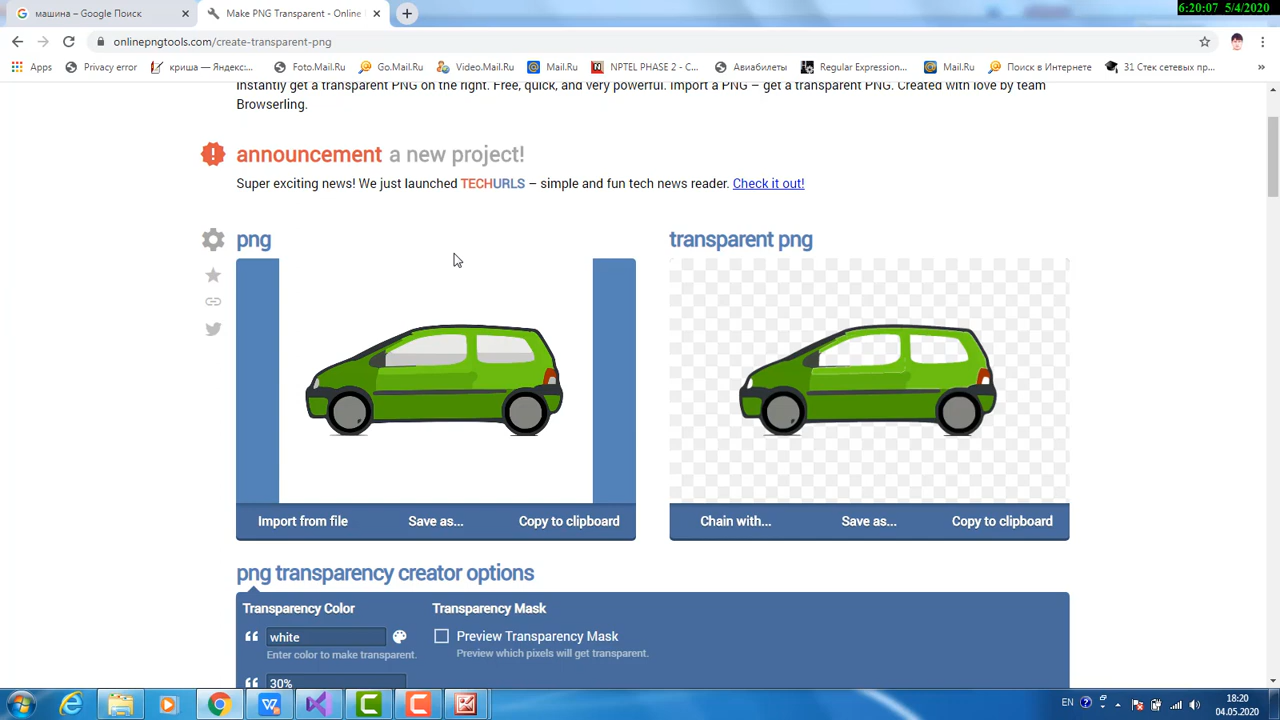 6:20:07 5/4/2020
машина – Google Поиск
Make PNG Transparent - Online
onlinepngtools.com/create-transparent-png
Apps Privacy error криша — Яндекс:... Foto.Mail.Ru Go.Mail.Ru Video.Mail.Ru Mail.Ru NPTEL PHASE 2 - C... Авиабилеты Regular Expression... Mail.Ru Поиск в Интернете 31 Стек сетевых пр... »
Instantly get a transparent PNG on the right. Free, quick, and very powerful. Import a PNG – get a transparent PNG. Created with love by team
Browserling.
announcement a new project!
Super exciting news! We just launched TECHURLS – simple and fun tech news reader. Check it out!
png
transparent png
Import from file Save as... Copy to clipboard
Chain with... Save as... Copy to clipboard
png transparency creator options
Transparency Color Transparency Mask
white
Preview Transparency Mask
Enter color to make transparent.
Preview which pixels will get transparent.
30%
EN
18:20
04.05.2020